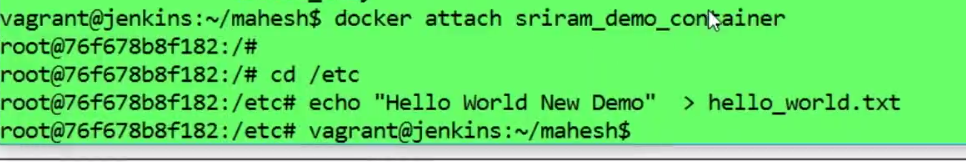 vagrant@jenkins:~/mahesh$ docker attach sriram_demo_container
root@76f678b8f182:/#
root@76f678b8f182:/# cd /etc
root@76f678b8f182:/etc# echo "Hello World New Demo"  > hello_world.txt
root@76f678b8f182:/etc# vagrant@jenkins:~/mahesh$